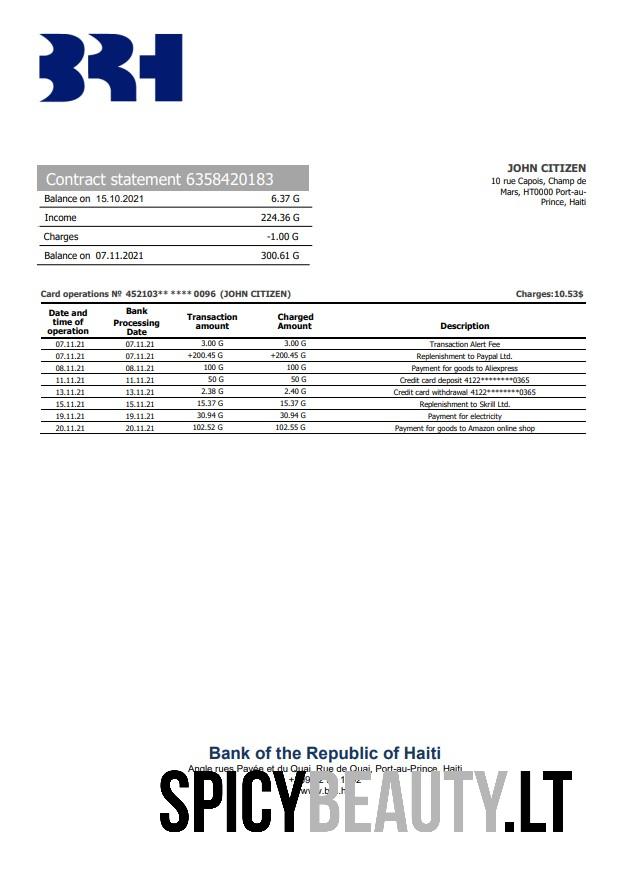 BRH
JOHN CITIZEN
10 rue Capois, Champ de
Mars, HT0000 Port-au-
Prince, Haiti
Contract statement 6358420183
Balance on 15.10.2021 6.37 G
Income 224.36 G
Charges -1.00 G
Balance on 07.11.2021 300.61 G
Card operations Nº 452103** **** 0096 (JOHN CITIZEN) Charges:10.53$
Date and time of operation Bank Processing Date Transaction amount Charged Amount Description
07.11.21 07.11.21 3.00 G 3.00 G Transaction Alert Fee
07.11.21 07.11.21 +200.45 G +200.45 G Replenishment to Paypal Ltd.
08.11.21 08.11.21 100 G 100 G Payment for goods to Aliexpress
11.11.21 11.11.21 50 G 50 G Credit card deposit 4122********0365
13.11.21 13.11.21 2.38 G 2.40 G Credit card withdrawal 4122********0365
15.11.21 15.11.21 15.37 G 15.37 G Replenishment to Skrill Ltd.
19.11.21 19.11.21 30.94 G 30.94 G Payment for electricity
20.11.21 20.11.21 102.52 G 102.55 G Payment for goods to Amazon online shop
Bank of the Republic of Haiti
Angle rues Pavée et du Quai, Rue de Quai, Port-au-Prince, Haiti
SPICYBEAUTY.LT